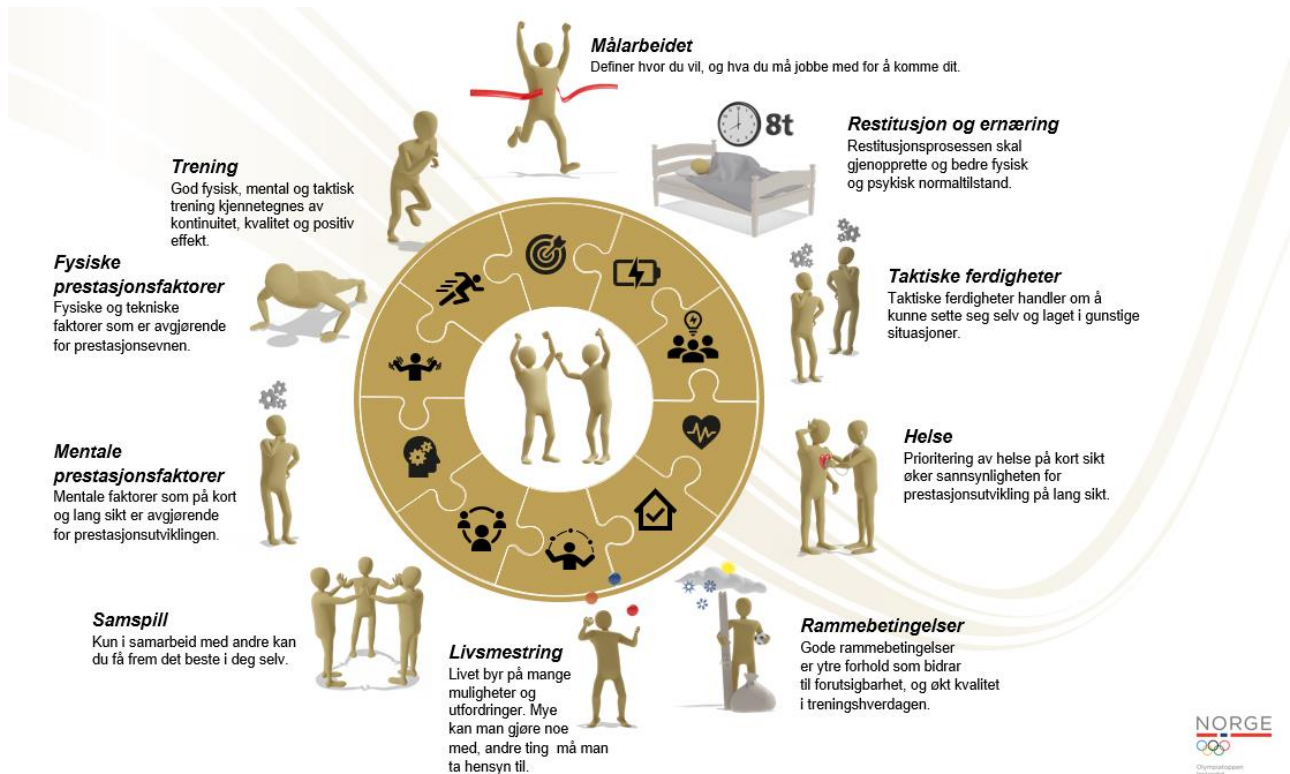 Målarbeidet
Definer hvor du vil, og hva du må jobbe med for å komme dit.
8t
Restitusjon og ernæring
Restitusjonsprosessen skal
gjenopprette og bedre fysisk
og psykisk normaltilstand.
Taktiske ferdigheter
Taktiske ferdigheter handler om å
kunne sette seg selv og laget i gunstige
situasjoner.
Helse
Prioritering av helse på kort sikt
øker sannsynligheten for
prestasjonsutvikling på lang sikt.
Rammebetingelser
Gode rammebetingelser
er ytre forhold som bidrar
til forutsigbarhet, og økt kvalitet
i treningshverdagen.
Livsmestring
Livet byr på mange
muligheter og
utfordringer. Mye
kan man gjøre noe
med, andre ting må man
ta hensyn til.
Samspill
Kun i samarbeid med andre kan
du få frem det beste i deg selv.
Mentale
prestasjonsfaktorer
Mentale faktorer som på kort
og lang sikt er avgjørende
for prestasjonsutviklingen.
Fysiske
prestasjonsfaktorer
Fysiske og tekniske
faktorer som er avgjørende
for prestasjonsevnen.
Trening
God fysisk, mental og taktisk
trening kjennetegnes av
kontinuitet, kvalitet og positiv
effekt.
NORGE
Olympiatoppen